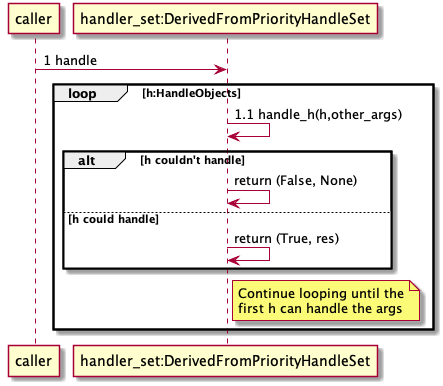 caller
handler_set:DerivedFromPriorityHandleSet
1 handle
loop
[h:HandleObjects]
1.1 handle_h(h,other_args)
alt
[h couldn't handle]
return (False, None)
[h could handle]
return (True, res)
Continue looping until the
first h can handle the args
caller
handler_set:DerivedFromPriorityHandleSet